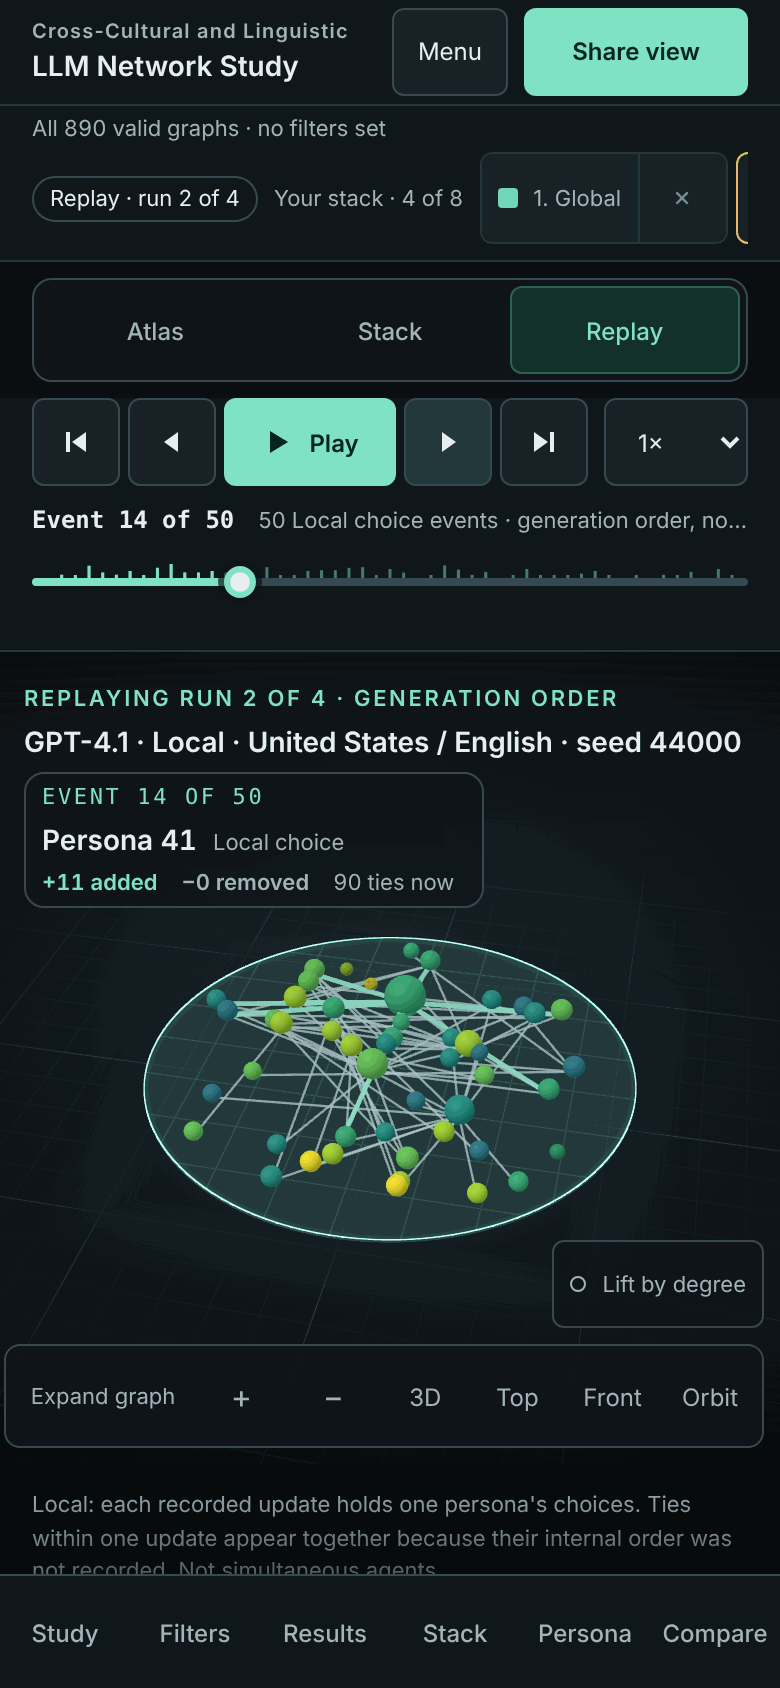 Cross-Cultural and Linguistic
LLM Network Study
Menu
Share view
All 890 valid graphs · no filters set
Replay · run 2 of 4
Your stack · 4 of 8
1. Global
×
Atlas
Stack
Replay
Play
1×
Event 14 of 50
50 Local choice events · generation order, no…
REPLAYING RUN 2 OF 4 · GENERATION ORDER
GPT-4.1 · Local · United States / English · seed 44000
EVENT 14 OF 50
Persona 41 Local choice
+11 added −0 removed 90 ties now
Lift by degree
Expand graph + − 3D Top Front Orbit
Local: each recorded update holds one persona's choices. Ties
within one update appear together because their internal order was
not recorded. Not simultaneous agents
Study Filters Results Stack Persona Compare